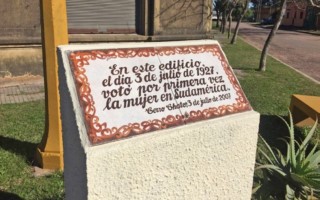 En este edificio,
el día 3 de julio de 1927,
votó por primera vez
la mujer en Sudamérica.
Cerro Chato, 3 de julio de 2007